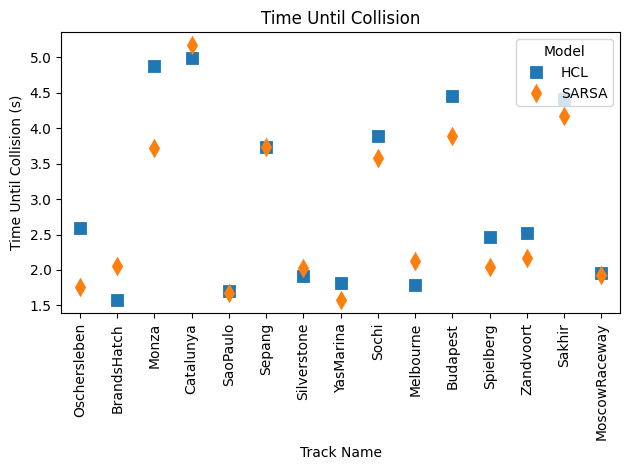 Time Until Collision
Time Until Collision (s)
5.0
4.5
4.0
3.5
3.0
2.5
2.0
1.5
Model
HCL
SARSA
Oschersleben
BrandsHatch
Monza
Catalunya
SaoPaulo
Sepang
Silverstone
YasMarina
Sochi
Melbourne
Budapest
Spielberg
Zandvoort
Sakhir
MoscowRaceway
Track Name